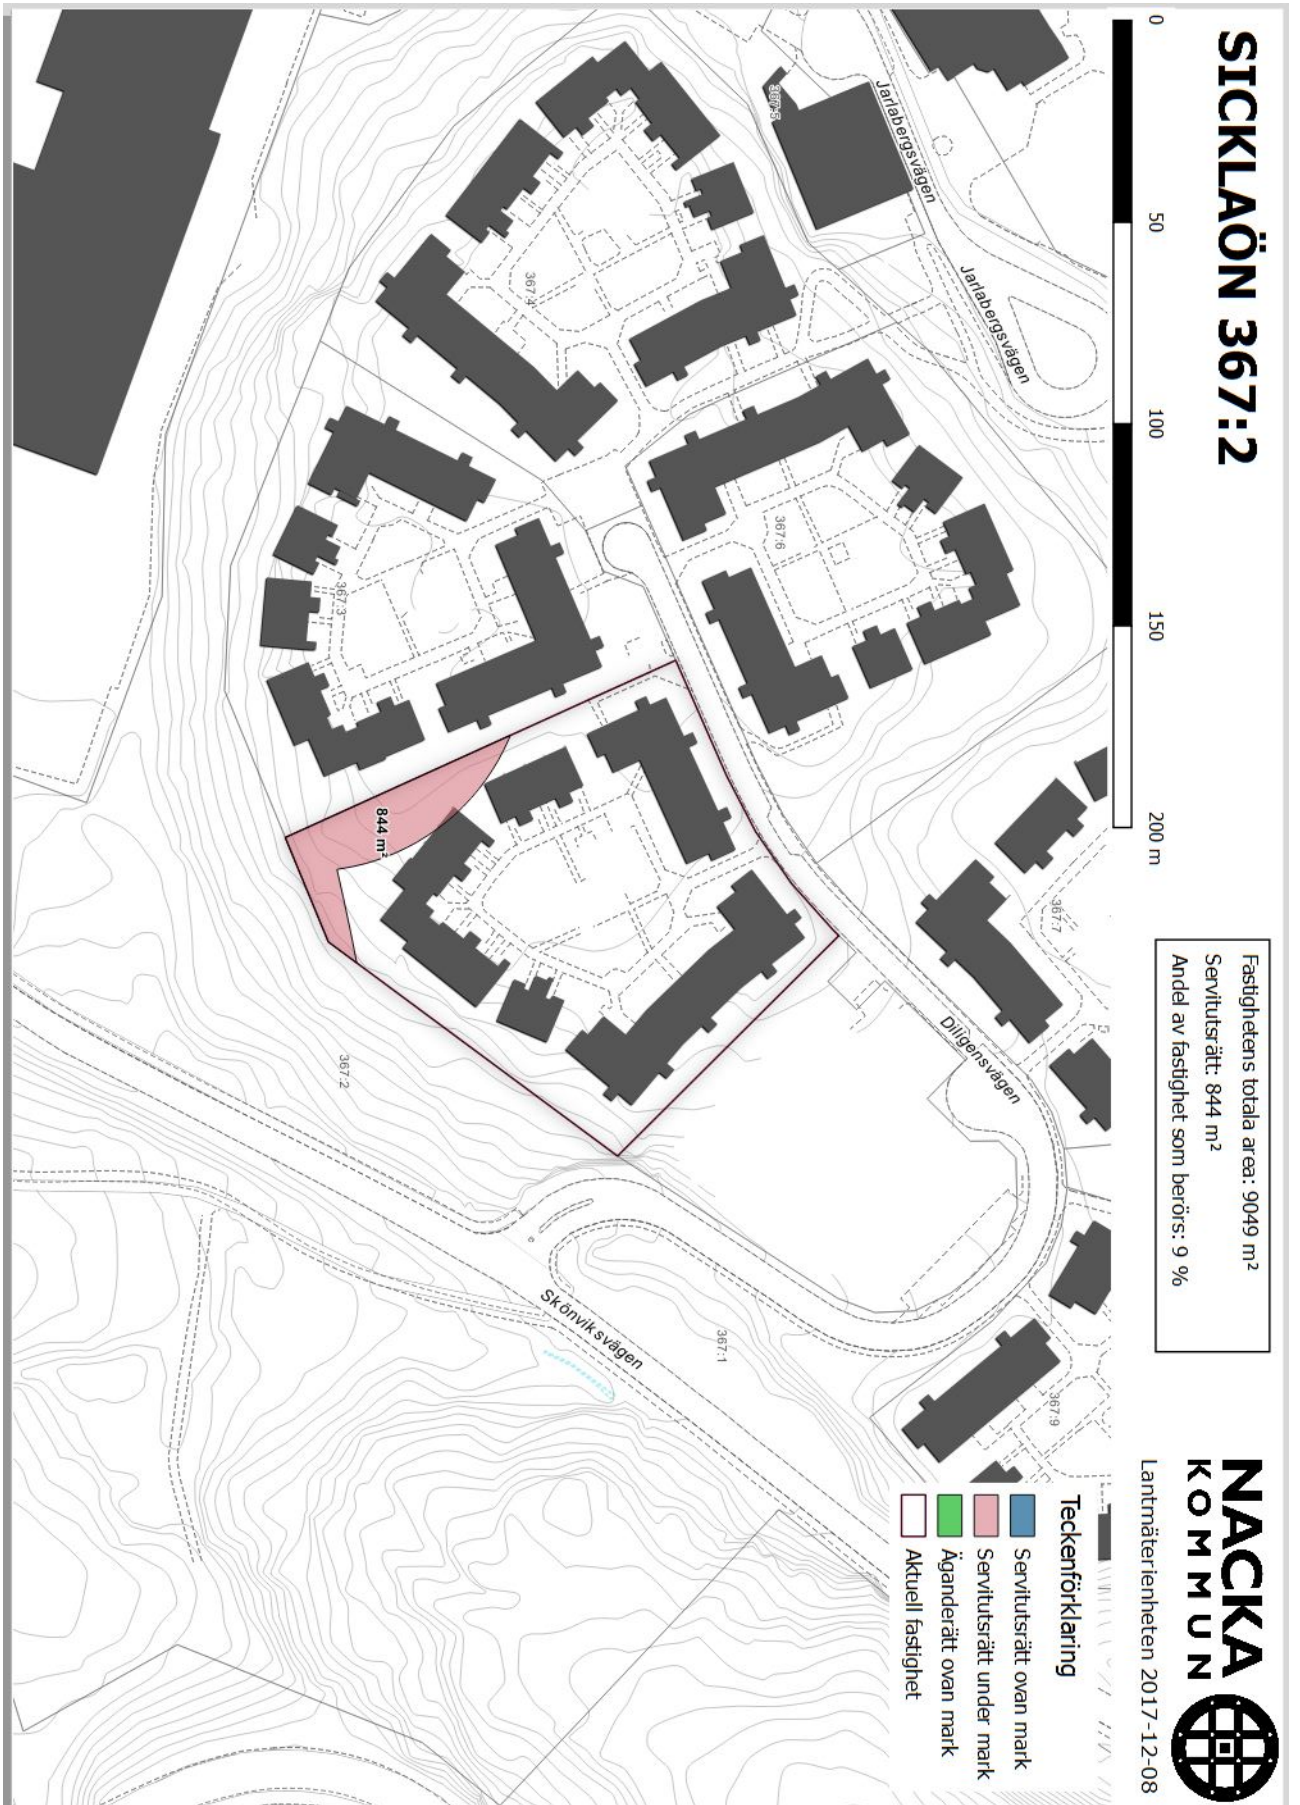 SICKLAÖN 367:2
0
50
100
150
200 m
Fastighetens totala area: 9049 m²
Servitutsrätt: 844 m²
Andel av fastighet som berörs: 9 %
NACKA
KOMMUN
Lantmäterienheten 2017-12-08
Teckenförklaring
Servitutsrätt ovan mark
Servitutsrätt under mark
Äganderätt ovan mark
Aktuell fastighet
Jarlabergsvägen
Jarlabergsvägen
367:5
367:4
367:6
367:3
844 m²
367:7
Diligensvägen
367:2
Skönviksvägen
367:1
367:9